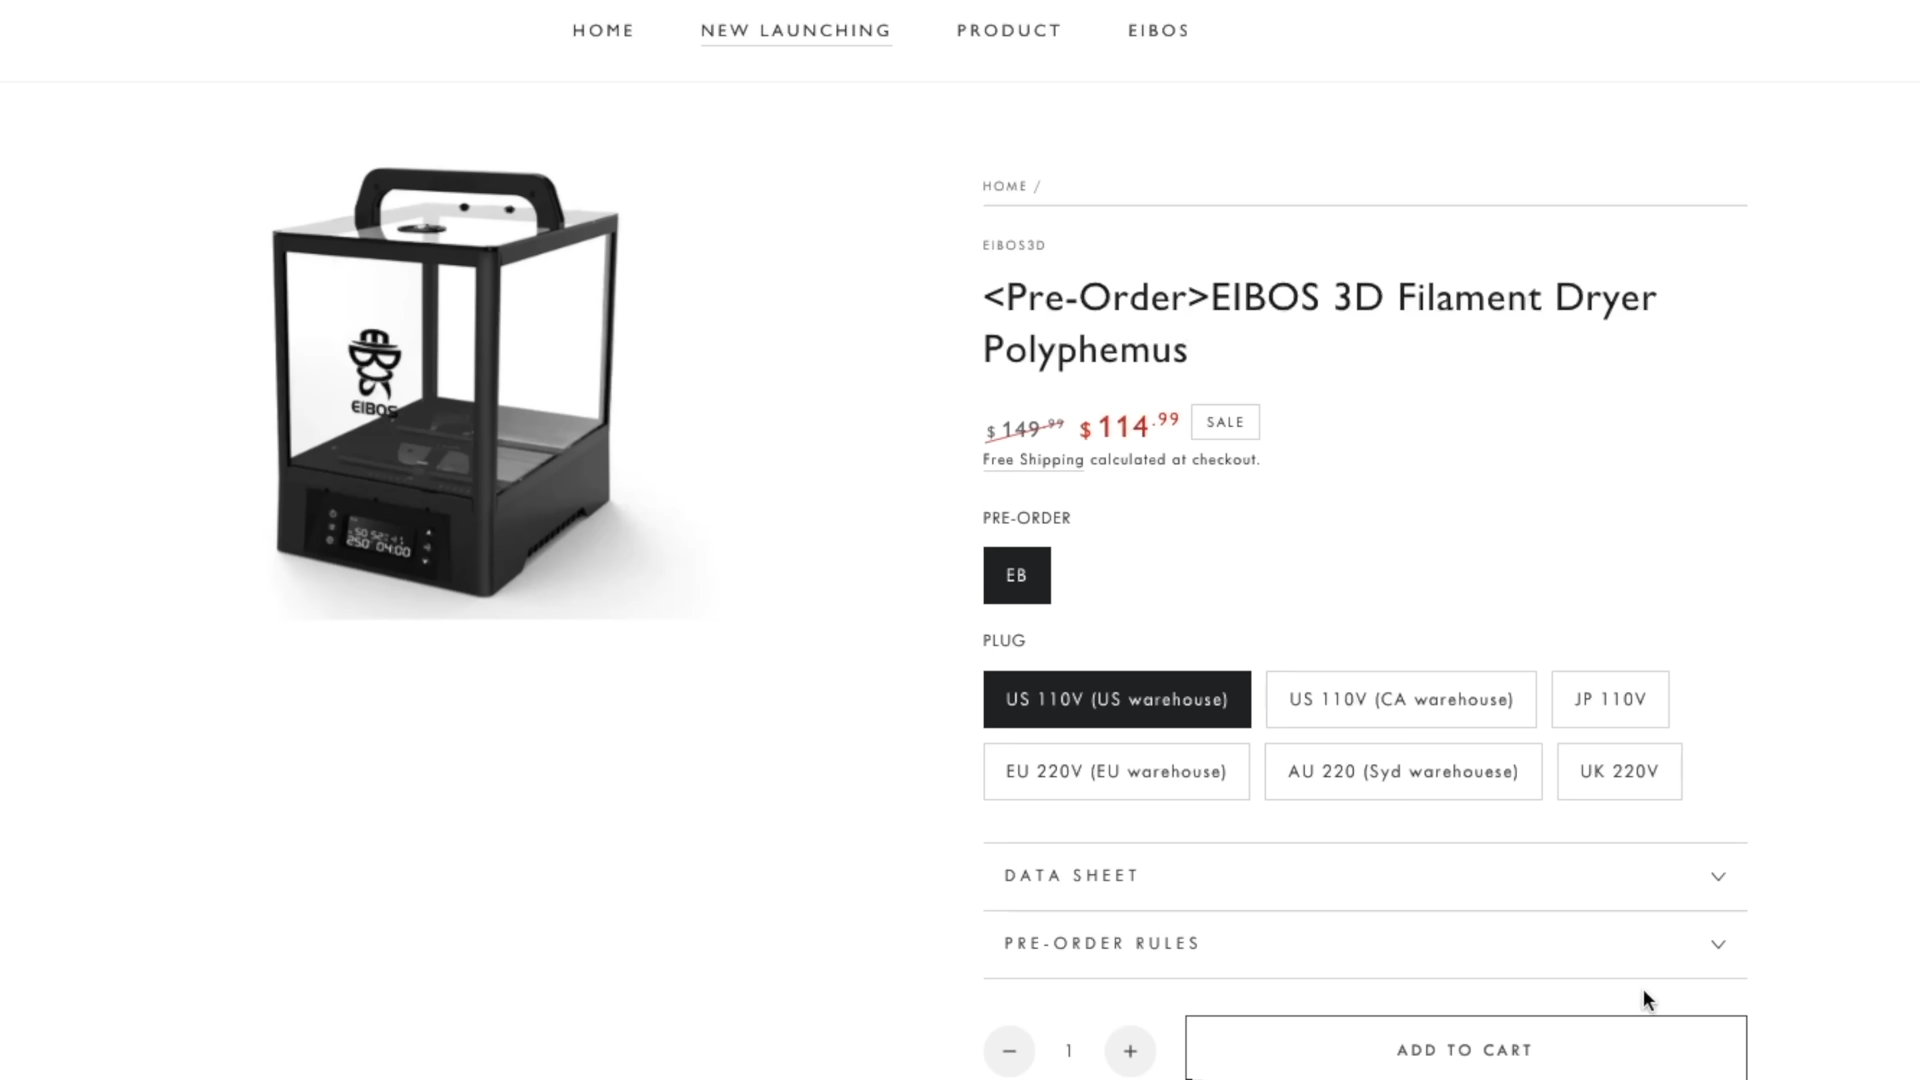 HOME NEW LAUNCHING PRODUCT EIBOS
EIBOS
HOME /
EIBOS3D
<Pre-Order>EIBOS 3D Filament Dryer
Polyphemus
$149.99 $114.99 SALE
Free Shipping calculated at checkout.
PRE-ORDER
EB
PLUG
US 110V (US warehouse) US 110V (CA warehouse) JP 110V
EU 220V (EU warehouse) AU 220 (Syd warehouese) UK 220V
DATA SHEET
PRE-ORDER RULES
− 1 + ADD TO CART